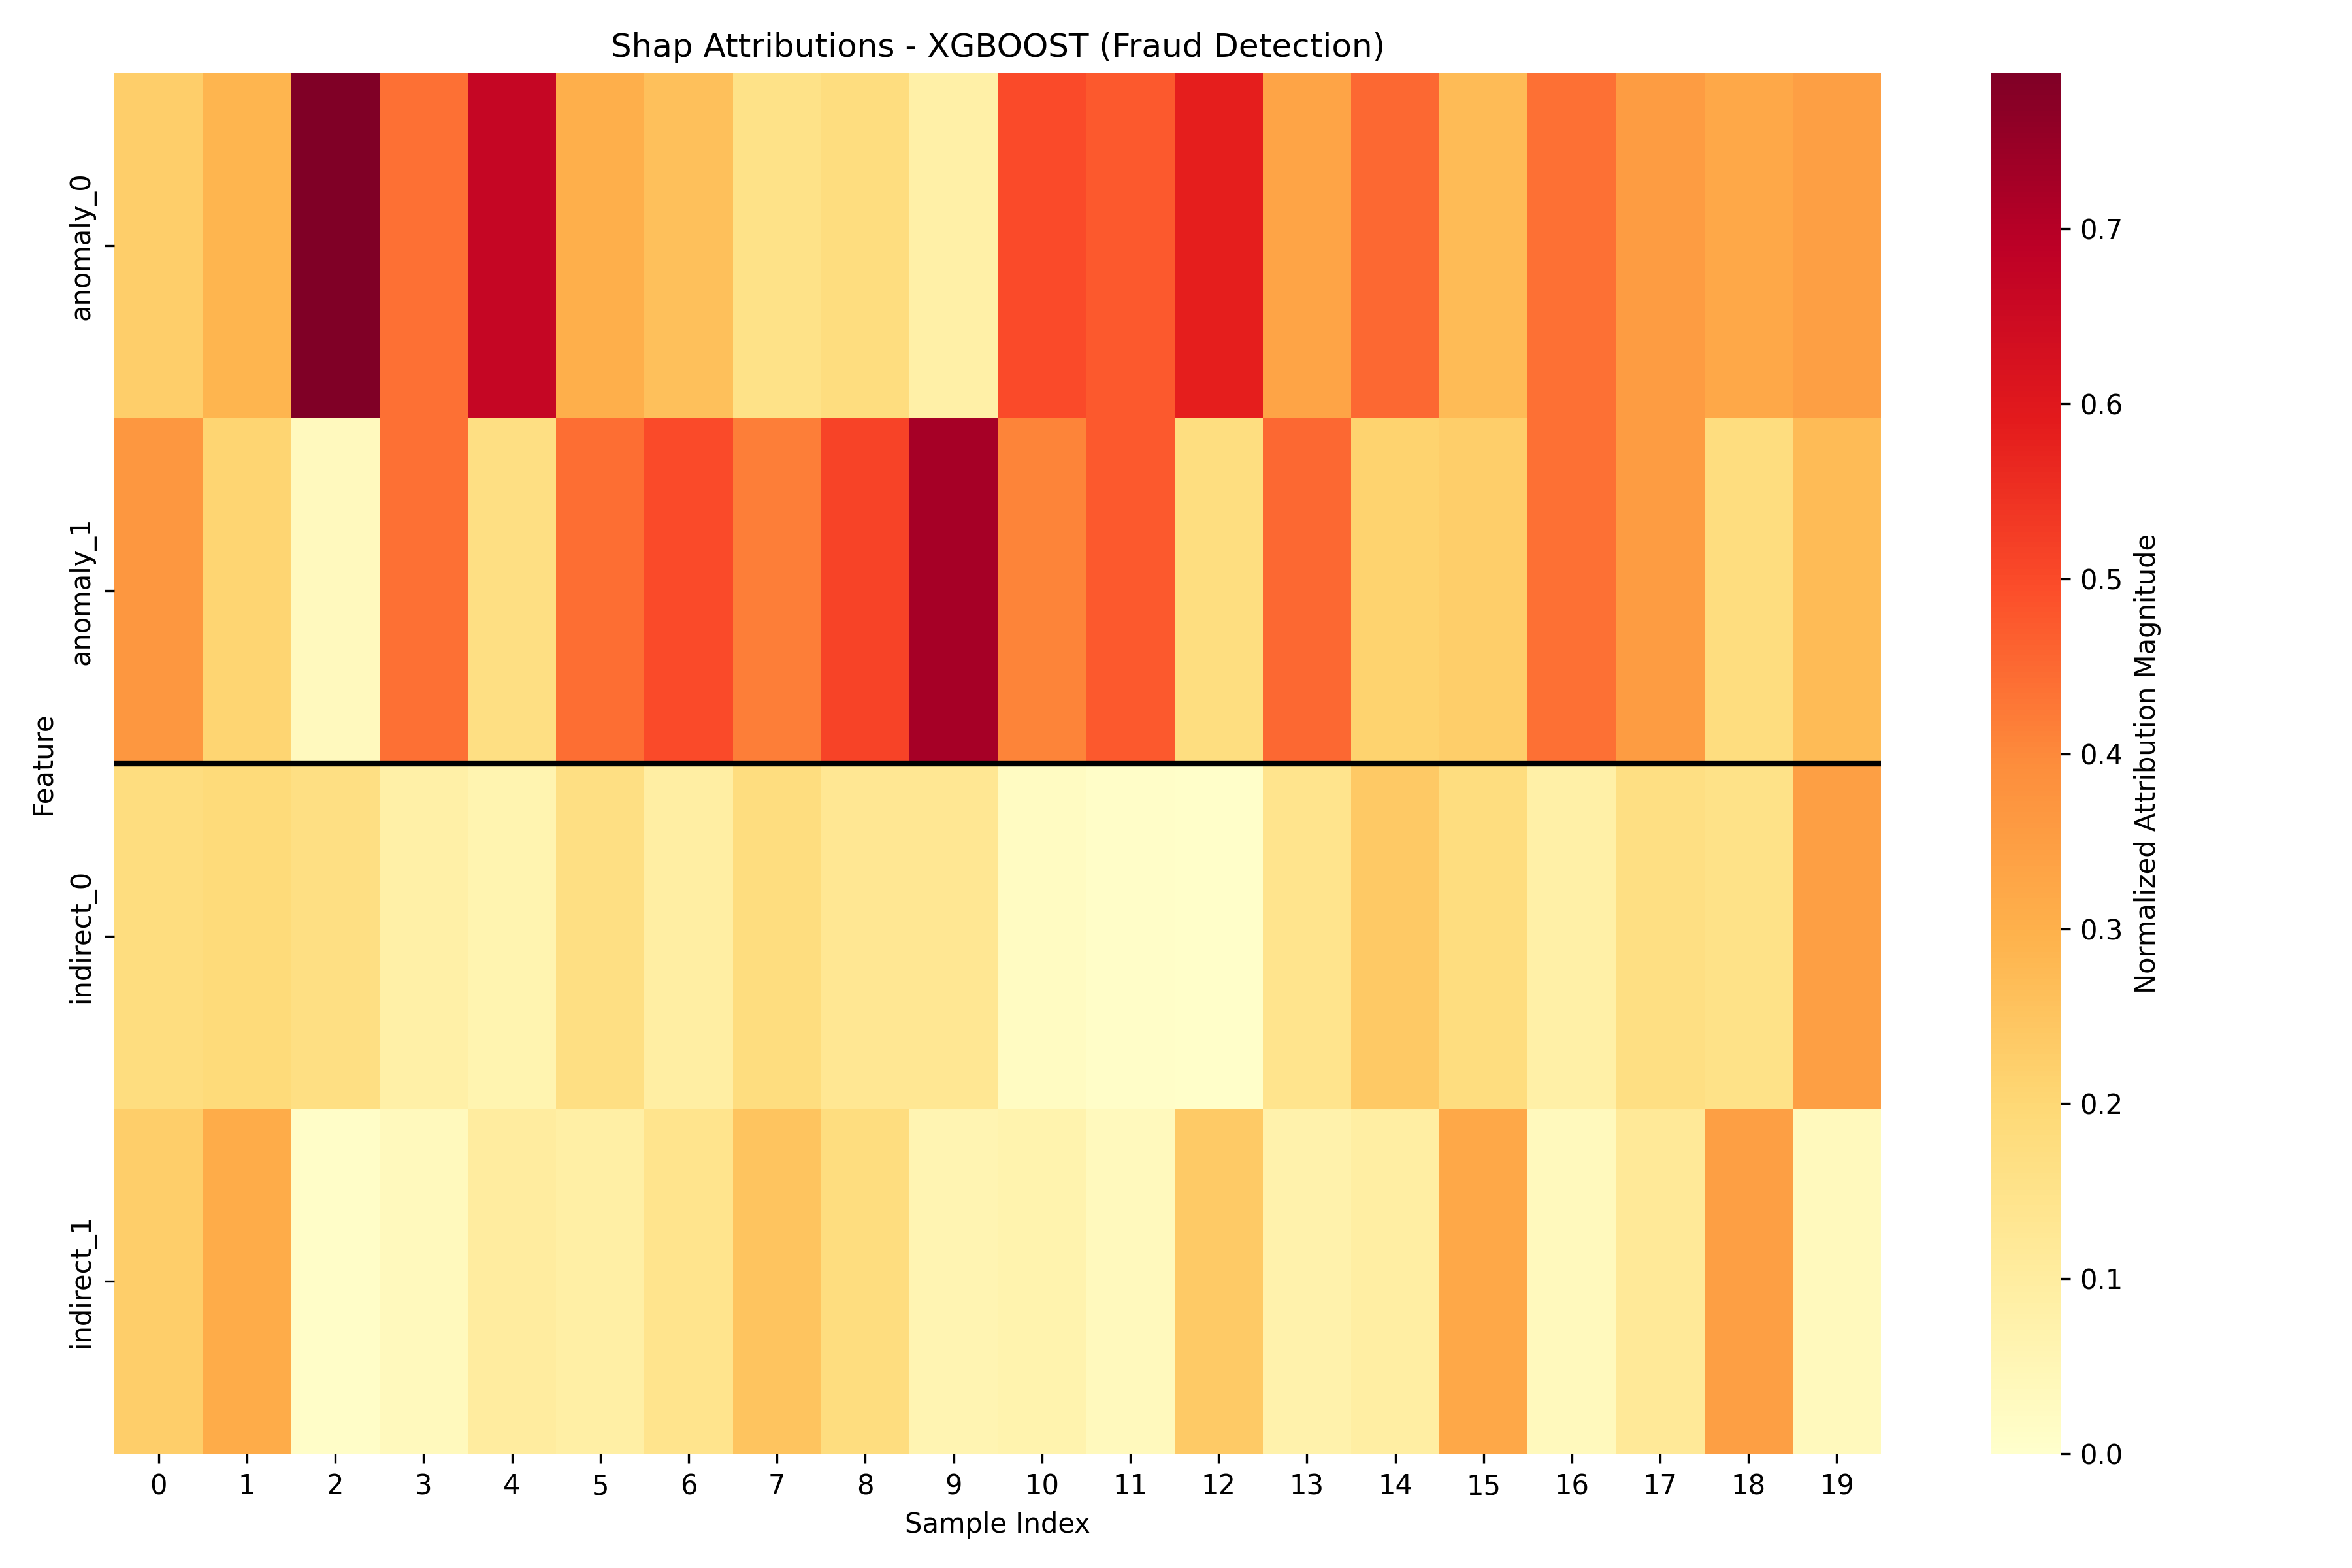 Shap Attributions - XGBOOST (Fraud Detection)
Feature
anomaly_0
anomaly_1
indirect_0
indirect_1
0 1 2 3 4 5 6 7 8 9 10 11 12 13 14 15 16 17 18 19
Sample Index
0.7
0.6
0.5
0.4
0.3
0.2
0.1
0.0
Normalized Attribution Magnitude